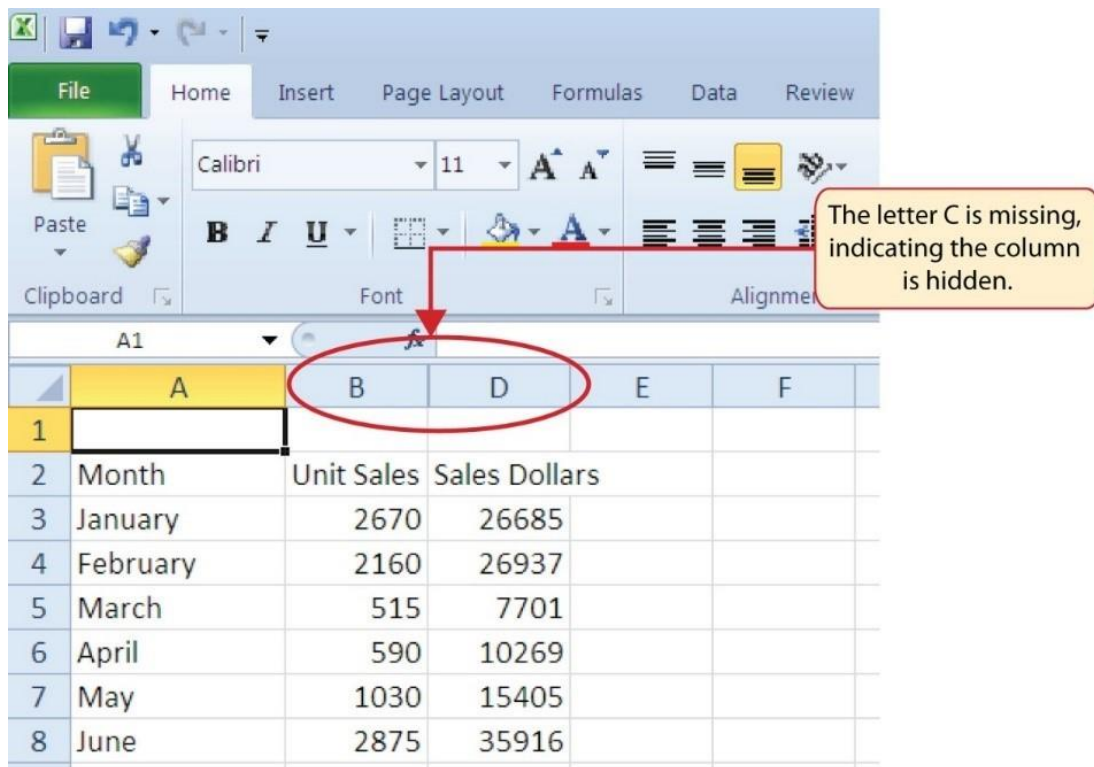 File Home Insert Page Layout Formulas Data Review
Calibri 11 A A
Paste
B I U A
The letter C is missing,
indicating the column
is hidden.
Clipboard Font
A1 fx
A B D E F
1
2 Month Unit Sales Sales Dollars
3 January 2670 26685
4 February 2160 26937
5 March 515 7701
6 April 590 10269
7 May 1030 15405
8 June 2875 35916